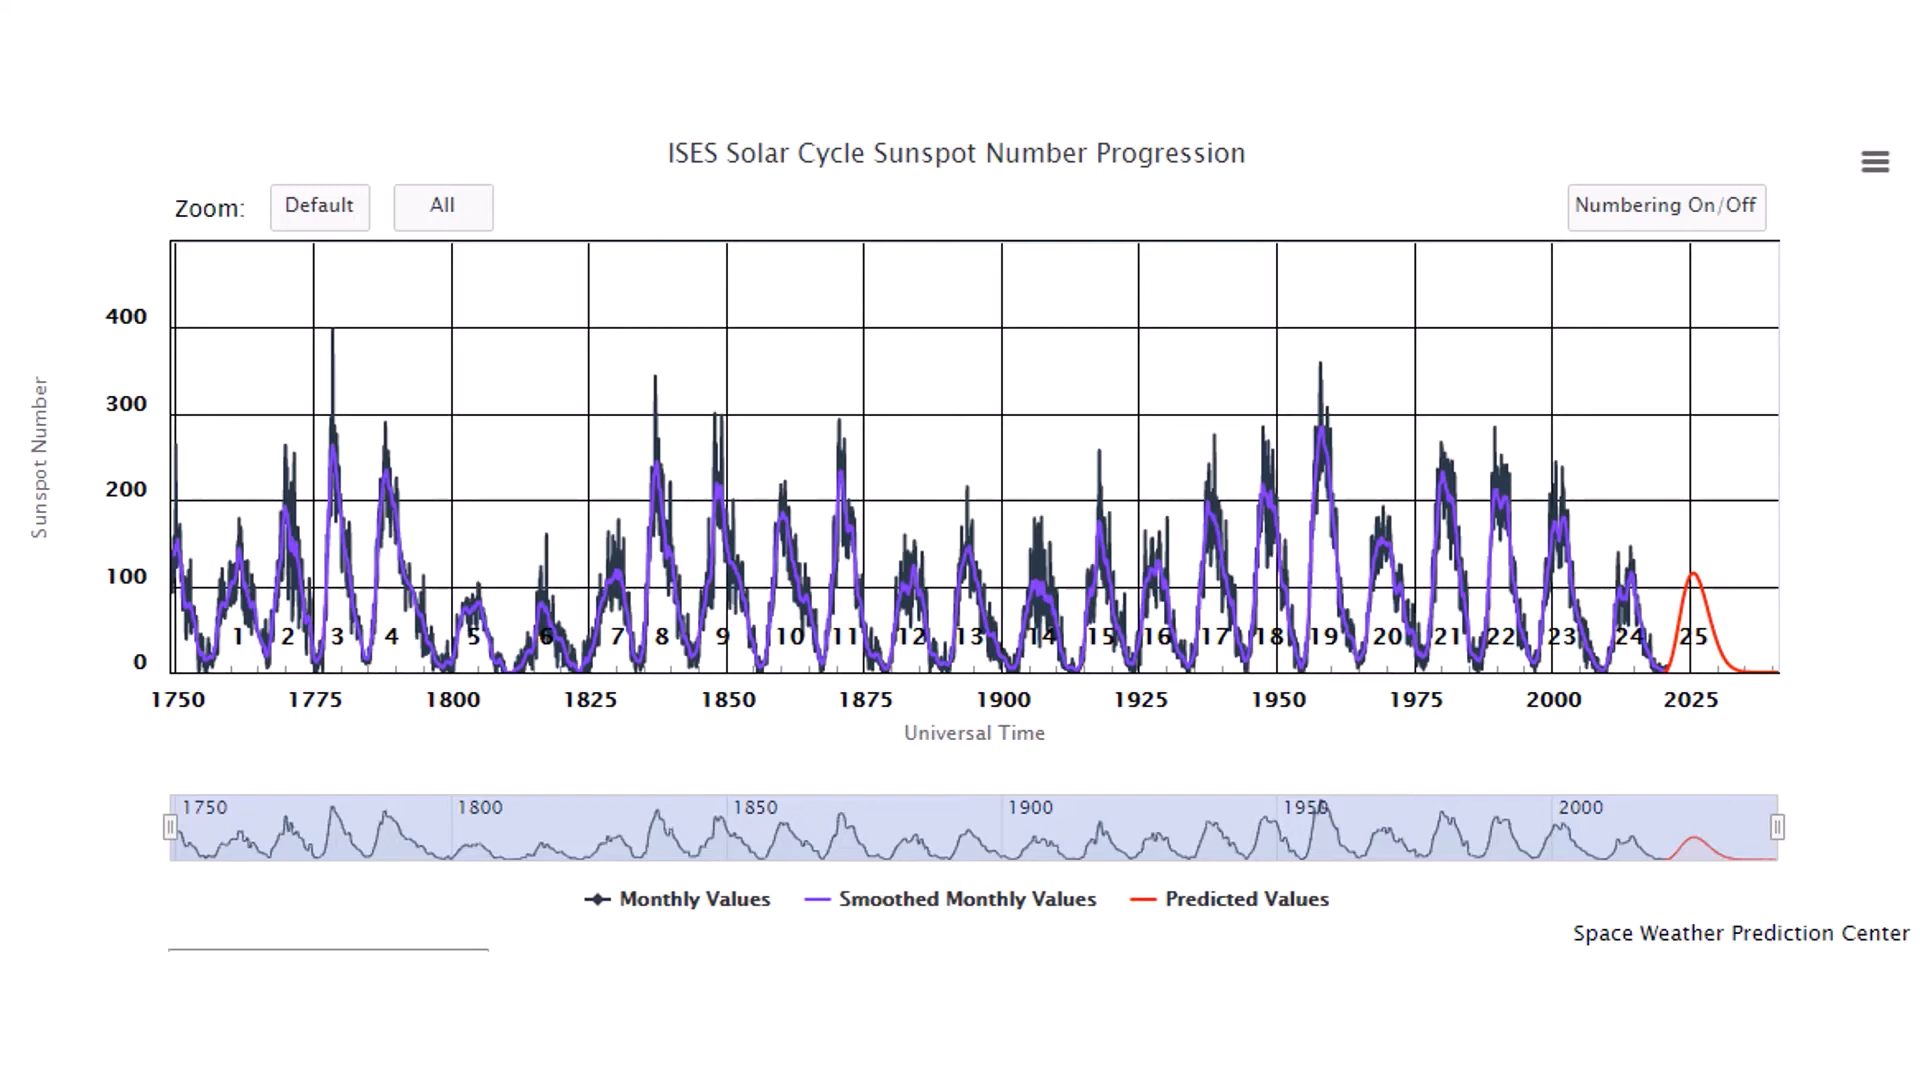 ISES Solar Cycle Sunspot Number Progression
Zoom: Default All Numbering On/Off
Sunspot Number
400
300
200
100
0
1 2 3 4 5 6 7 8 9 10 11 12 13 14 15 16 17 18 19 20 21 22 23 24 25
1750 1775 1800 1825 1850 1875 1900 1925 1950 1975 2000 2025
Universal Time
1750 1800 1850 1900 1950 2000
Monthly Values Smoothed Monthly Values Predicted Values
Space Weather Prediction Center